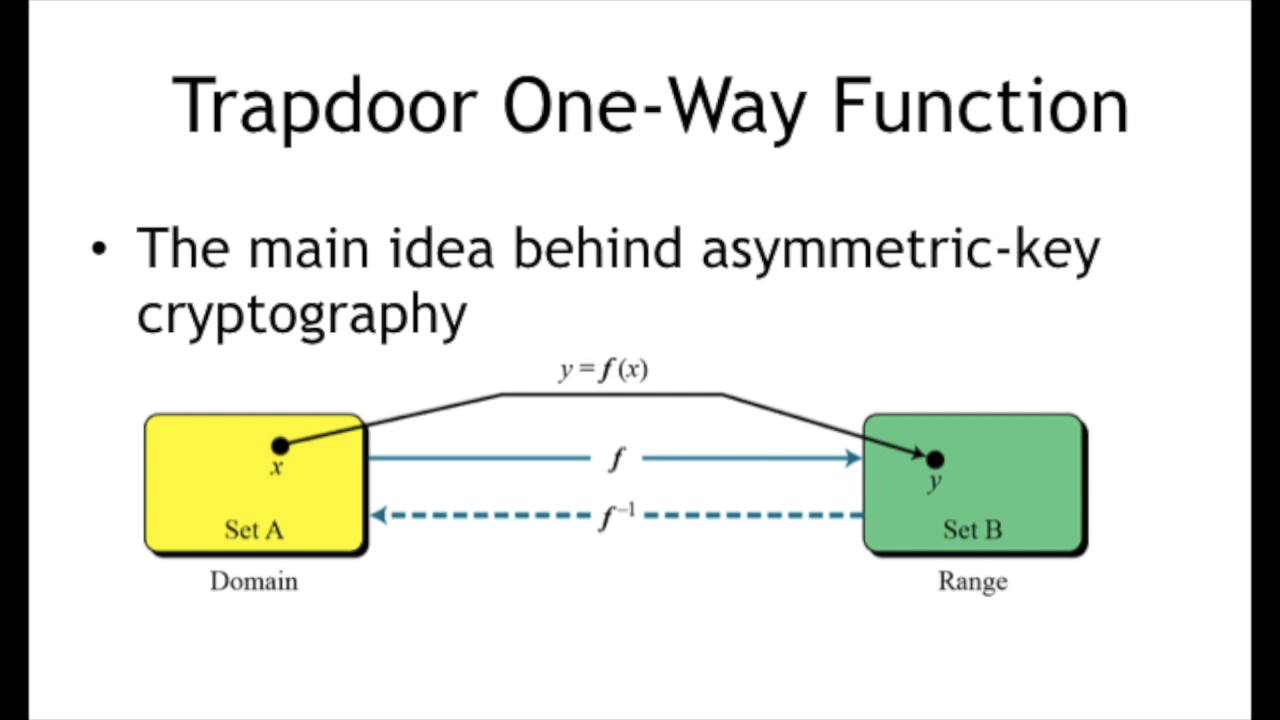 Trapdoor One-Way Function
• The main idea behind asymmetric-key
cryptography
y = f(x)
x
f
y
f⁻¹
Set A
Set B
Domain
Range